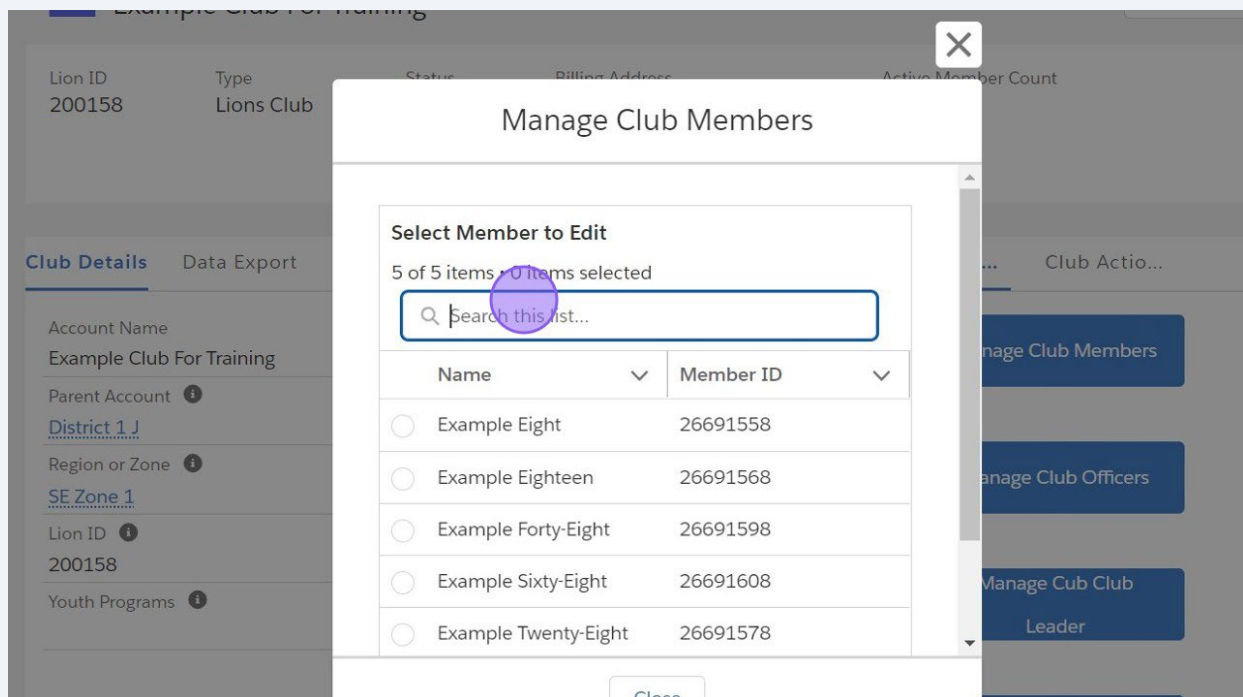 Example Club For Training
Lion ID
200158
Type
Lions Club
Status
Billing Address
Active Member Count
Manage Club Members
Club Details
Data Export
...
Club Actio...
Select Member to Edit
5 of 5 items • 0 items selected
Search this list...
Name
Member ID
Example Eight
26691558
Example Eighteen
26691568
Example Forty-Eight
26691598
Example Sixty-Eight
26691608
Example Twenty-Eight
26691578
Close
Account Name
Example Club For Training
Parent Account
District 1 J
Region or Zone
SE Zone 1
Lion ID
200158
Youth Programs
nage Club Members
anage Club Officers
Manage Cub Club
Leader